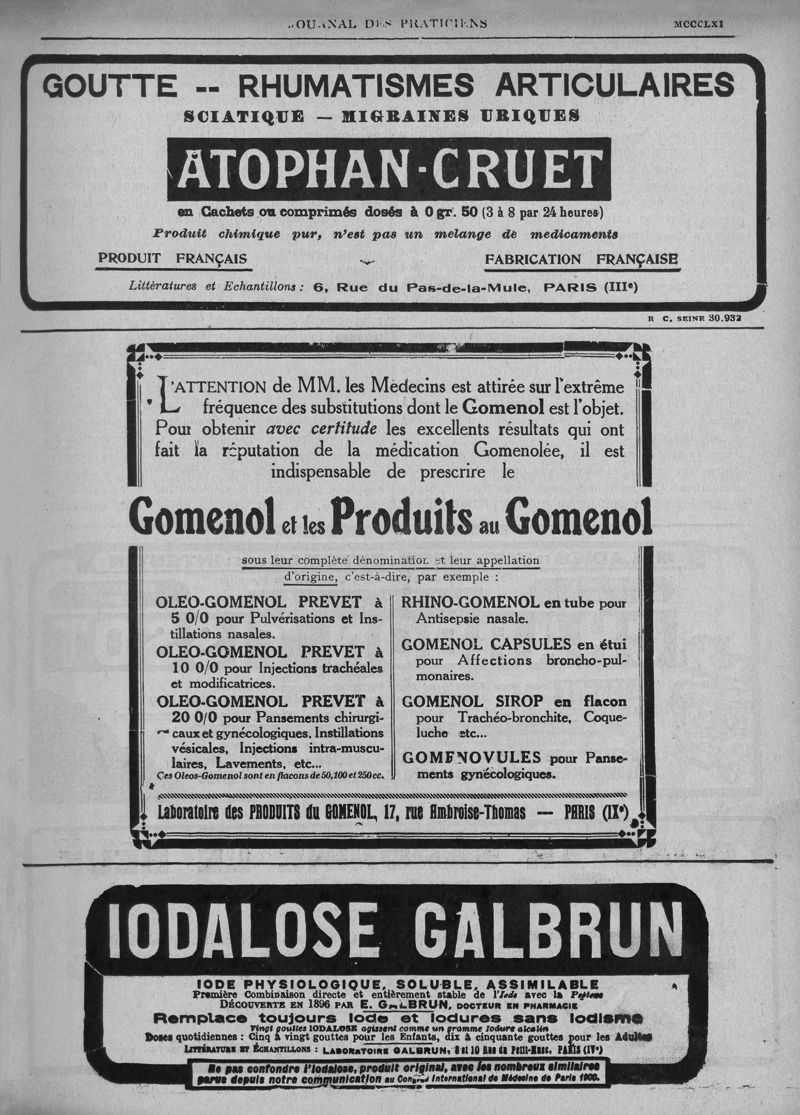 JOURNAL DES PRATICIENS MCCCLXI
GOUTTE -- RHUMATISMES ARTICULAIRES
SCIATIQUE — MIGRAINES URIQUES
ATOPHAN-CRUET
en Cachets ou comprimés dosés à 0 gr. 50 (3 à 8 par 24 heures)
Produit chimique pur, n'est pas un melange de medicaments
PRODUIT FRANÇAIS FABRICATION FRANÇAISE
Littératures et Echantillons : 6, Rue du Pas-de-la-Mule, PARIS (IIIe)
R C. SEINE 30.932
L'ATTENTION de MM. les Médecins est attirée sur l'extrême
fréquence des substitutions dont le Gomenol est l'objet.
Pour obtenir avec certitude les excellents résultats qui ont
fait la réputation de la médication Gomenolée, il est
indispensable de prescrire le
Gomenol et les Produits au Gomenol
sous leur complète dénomination et leur appellation
d'origine, c'est-à-dire, par exemple :
OLEO-GOMENOL PREVET à
5 0/0 pour Pulvérisations et Ins-
tillations nasales.
OLEO-GOMENOL PREVET à
10 0/0 pour Injections trachéales
et modificatrices.
OLEO-GOMENOL PREVET à
20 0/0 pour Pansements chirurgi-
caux et gynécologiques, Instillations
vésicales, Injections intra-muscu-
laires, Lavements, etc...
Ces Oleos-Gomenol sont en flacons de 50, 100 et 250 cc.
RHINO-GOMENOL en tube pour
Antisepsie nasale.
GOMENOL CAPSULES en étui
pour Affections broncho-pul-
monaires.
GOMENOL SIROP en flacon
pour Trachéo-bronchite, Coque-
luche etc...
GOMENOVULES pour Panse-
ments gynécologiques.
Laboratoire des PRODUITS du GOMENOL, 17, rue Ambroise-Thomas — PARIS (IXe)
IODALOSE GALBRUN
IODE PHYSIOLOGIQUE, SOLUBLE, ASSIMILABLE
Première Combinaison directe et entièrement stable de l'Iode avec la Peptone
DÉCOUVERTE EN 1896 PAR E. GALBRUN, DOCTEUR EN PHARMACIE
Remplace toujours Iode et Iodures sans Iodisme
Vingt gouttes IODALOSE agissent comme un gramme Iodure alcalin
Doses quotidiennes : Cinq à vingt gouttes pour les Enfants, dix à cinquante gouttes pour les Adultes
LITTÉRATURE ET ÉCHANTILLONS : LABORATOIRE GALBRUN, 8 et 10 Rue du Petit-Musc, PARIS (IVe)
Ne pas confondre l'Iodalose, produit original, avec les nombreux similaires
parus depuis notre communication au Congrès International de Médecine de Paris 1900.